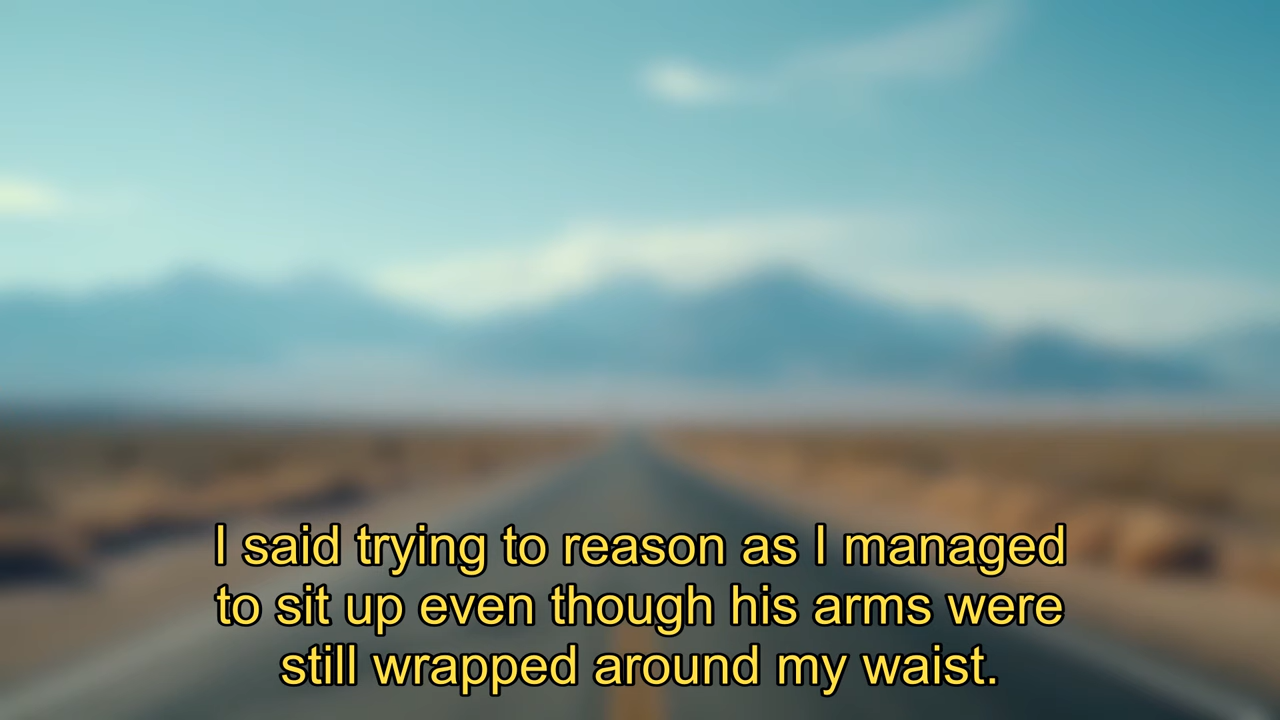 I said trying to reason as I managed
to sit up even though his arms were
still wrapped around my waist.